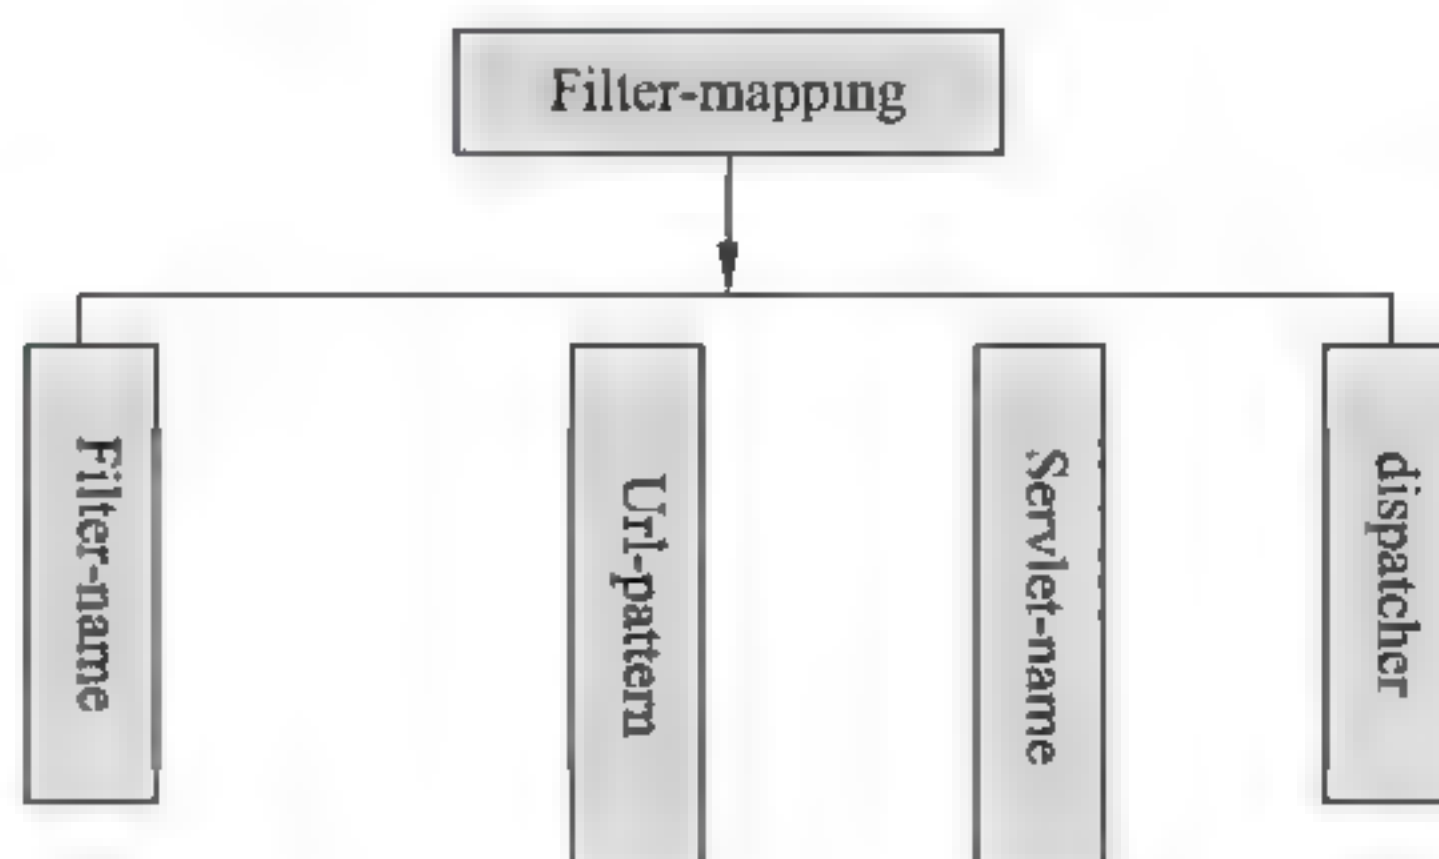 Filter-mapping
Filter-name
Url-pattern
Servlet-name
dispatcher